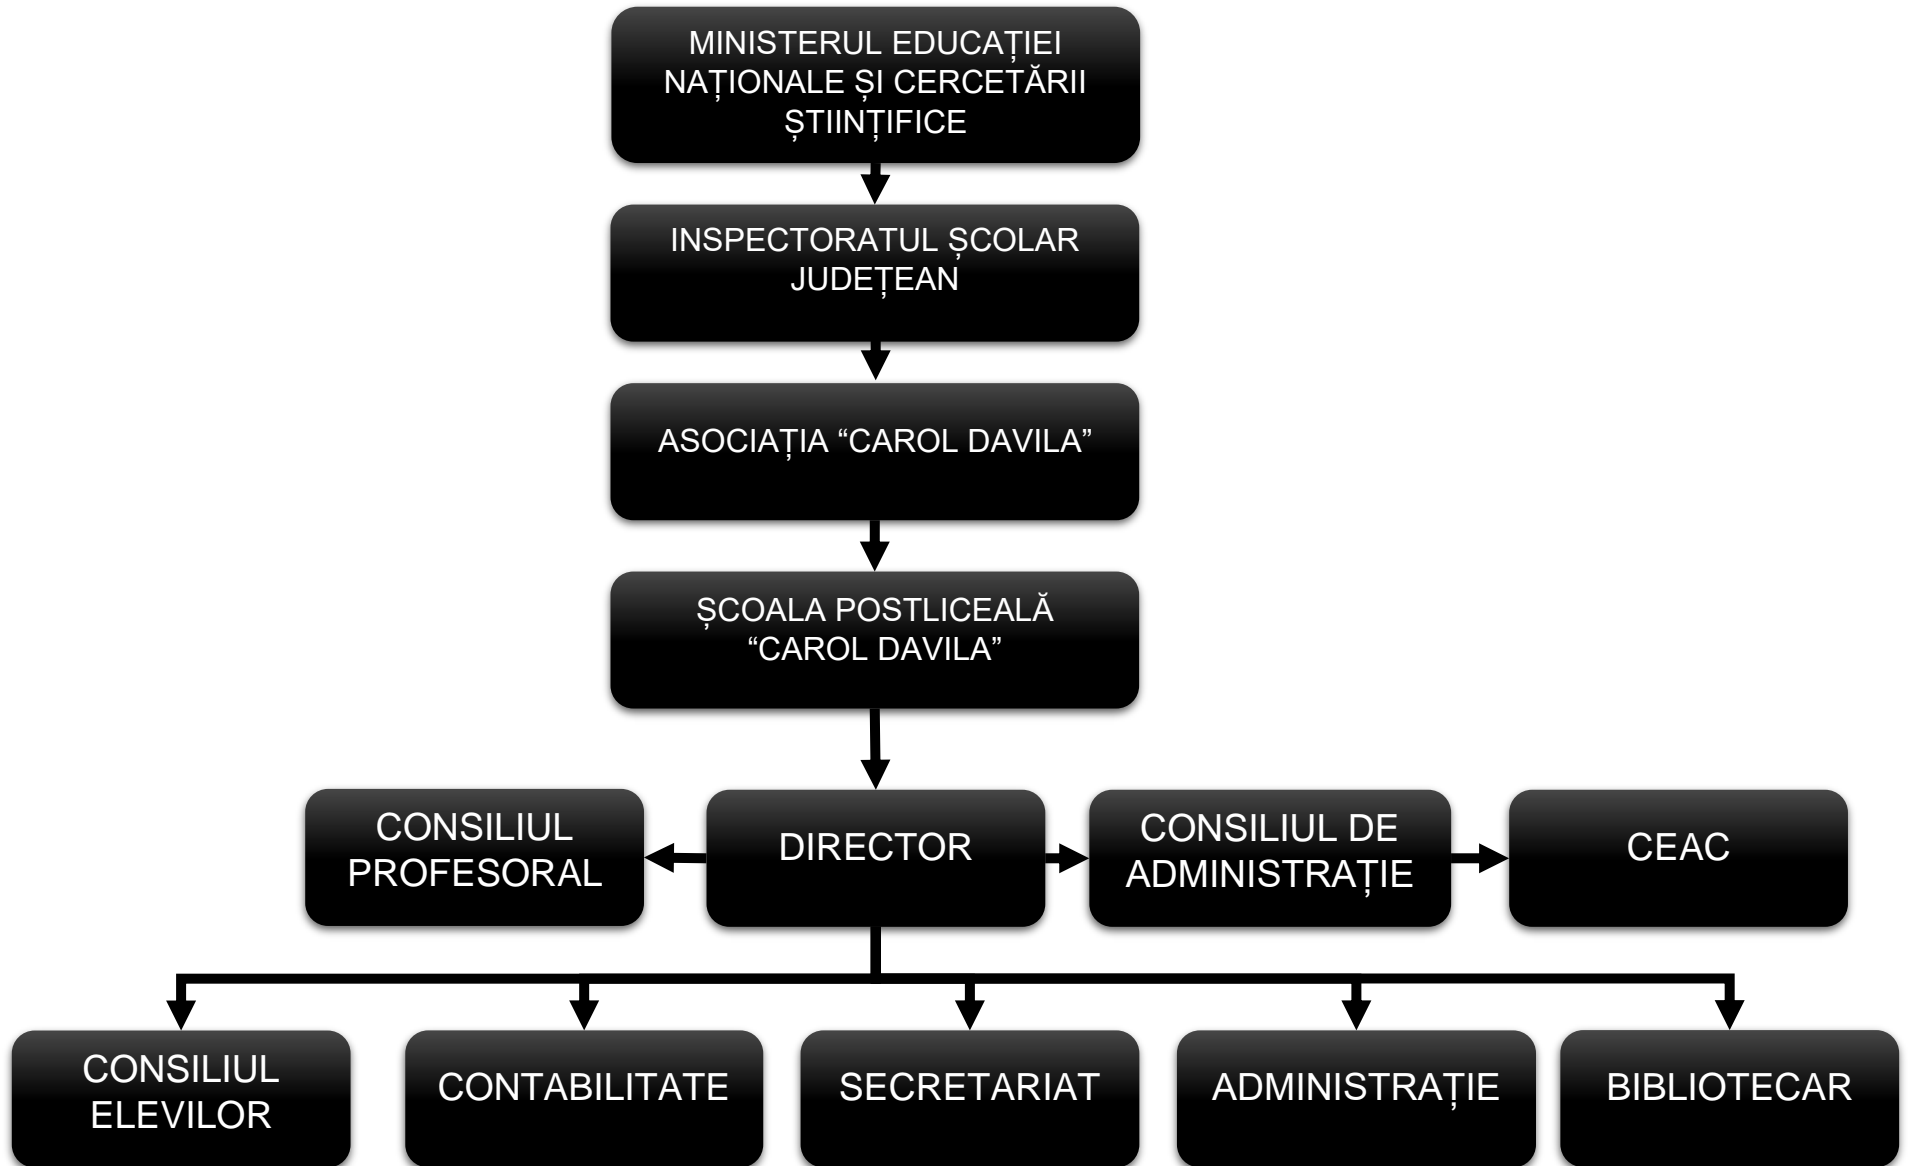 MINISTERUL EDUCAȚIEI
NAȚIONALE ȘI CERCETĂRII
ȘTIINȚIFICE
INSPECTORATUL ȘCOLAR
JUDEȚEAN
ASOCIAȚIA “CAROL DAVILA”
ȘCOALA POSTLICEALĂ
“CAROL DAVILA”
CONSILIUL
PROFESORAL
DIRECTOR
CONSILIUL DE
ADMINISTRAȚIE
CEAC
CONSILIUL
ELEVILOR
CONTABILITATE
SECRETARIAT
ADMINISTRAȚIE
BIBLIOTECAR